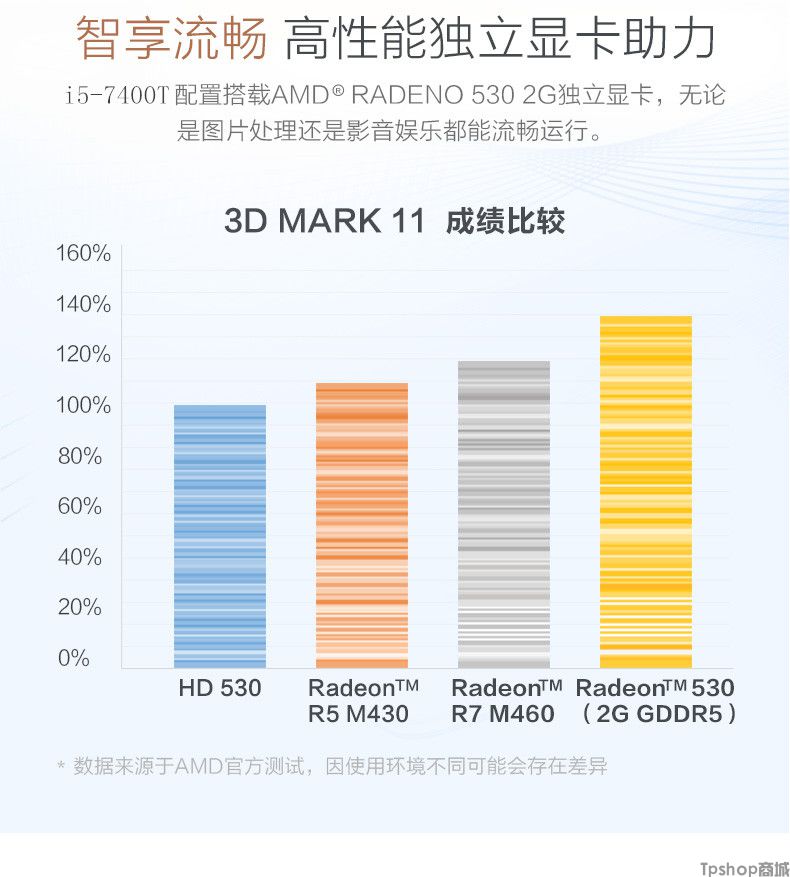 智享流畅 高性能独立显卡助力
i5-7400T 配置搭载AMD® RADENO 530 2G独立显卡，无论
是图片处理还是影音娱乐都能流畅运行。
3D MARK 11 成绩比较
160%
140%
120%
100%
80%
60%
40%
20%
0%
HD 530
Radeon™
R5 M430
Radeon™
R7 M460
Radeon™ 530
（2G GDDR5）
* 数据来源于AMD官方测试，因使用环境不同可能会存在差异
Tpshop商城